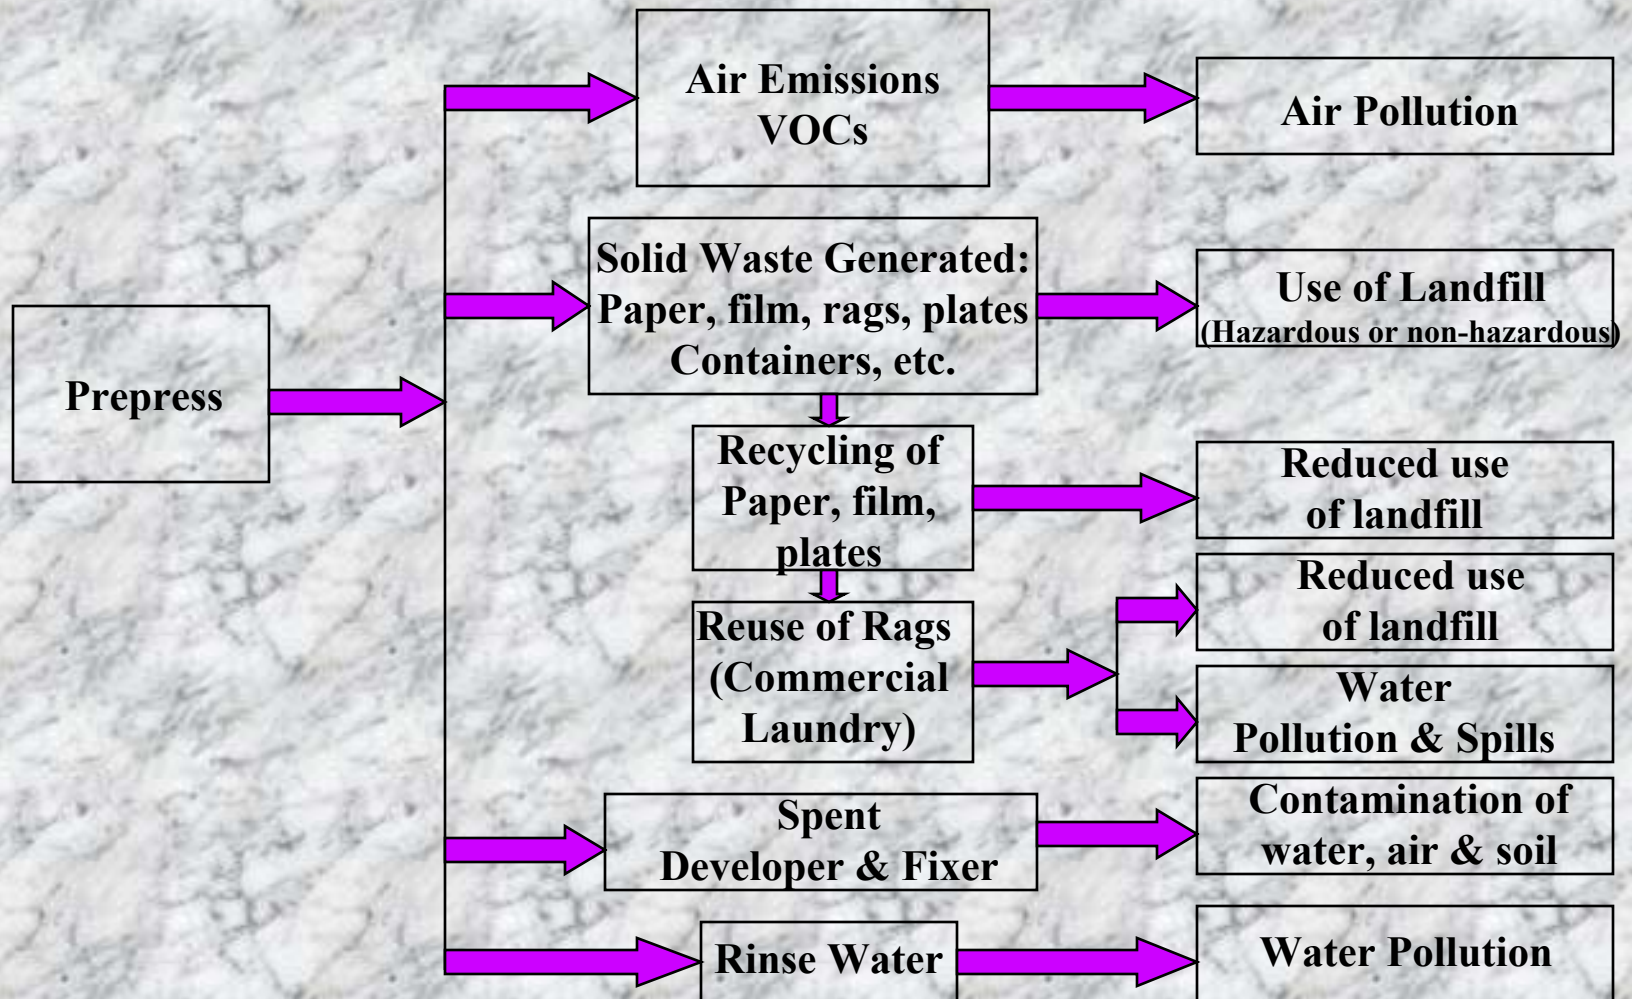 Prepress
Air Emissions
VOCs
Air Pollution
Solid Waste Generated:
Paper, film, rags, plates
Containers, etc.
Use of Landfill
(Hazardous or non-hazardous)
Recycling of
Paper, film,
plates
Reduced use
of landfill
Reuse of Rags
(Commercial
Laundry)
Reduced use
of landfill
Water
Pollution & Spills
Spent
Developer & Fixer
Contamination of
water, air & soil
Rinse Water
Water Pollution